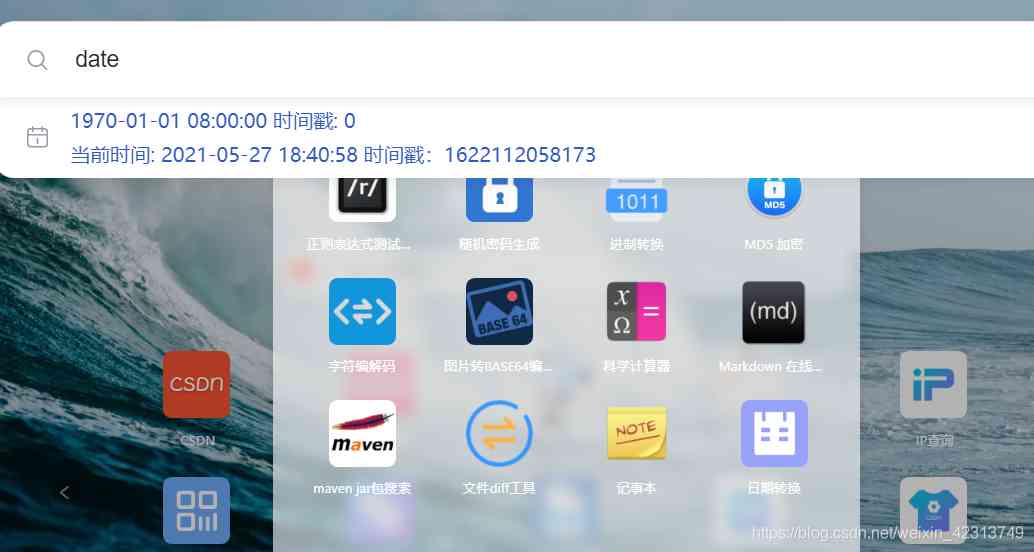 date
1970-01-01 08:00:00 时间戳: 0
当前时间: 2021-05-27 18:40:58 时间戳：1622112058173
/r/
1011
MD5
正则表达式测试...
随机密码生成
进制转换
MD5 加密
BASE 64
X
Ω
=
(md)
字符编解码
图片转BASE64编...
科学计算器
Markdown 在线...
CSDN
iP
CSDN
IP查询
maven
NOTE
maven jar包搜索
文件diff工具
记事本
日期转换
CSDN
https://blog.csdn.net/weixin_42313749